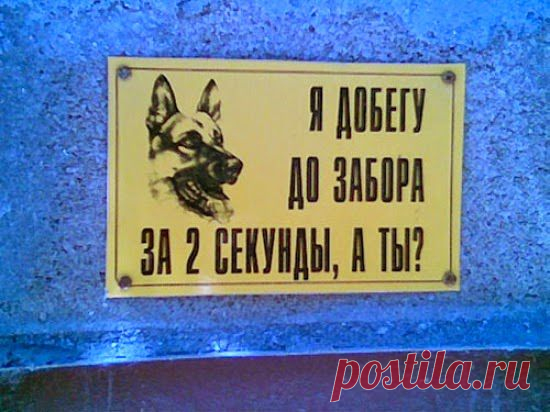 Я ДОБЕГУ
ДО ЗАБОРА
ЗА 2 СЕКУНДЫ, А ТЫ?
postila.ru